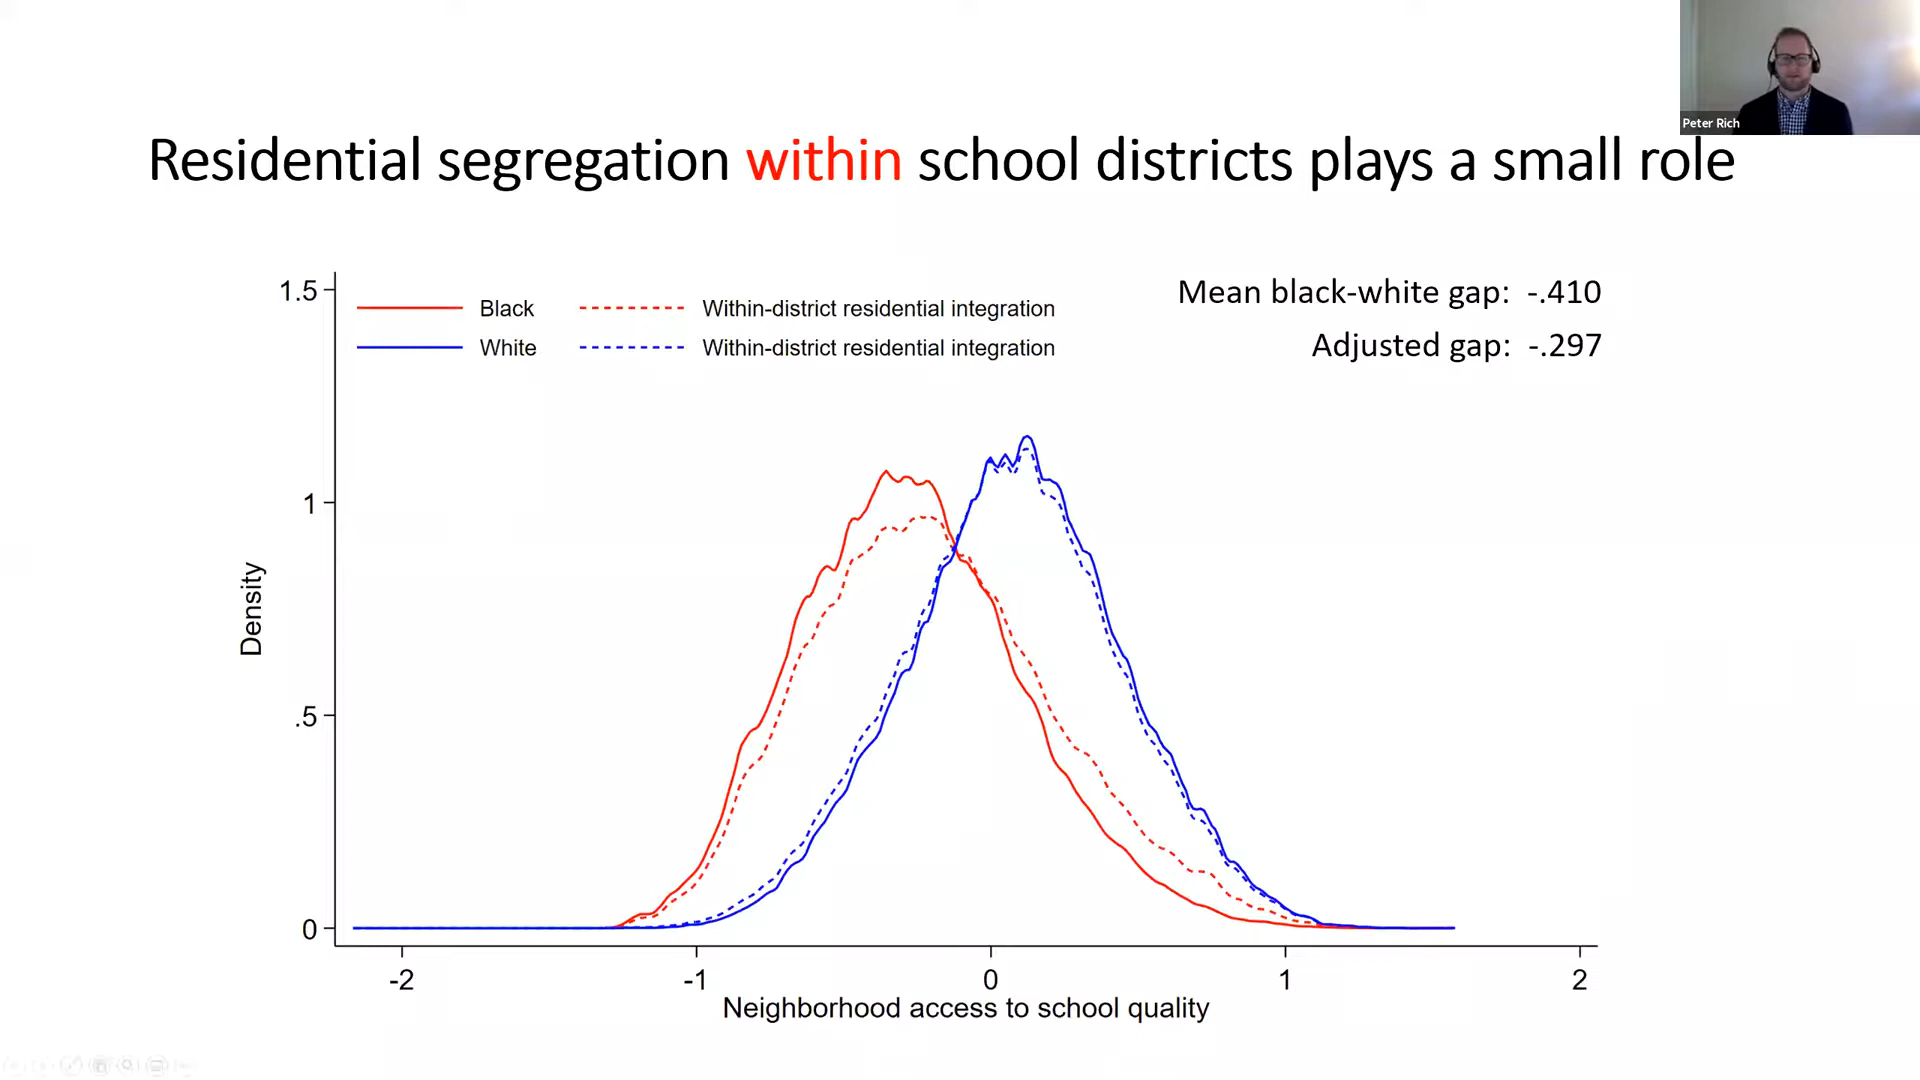 Peter Rich
Residential segregation within school districts plays a small role
Mean black-white gap: -.410
Adjusted gap: -.297
Black
Within-district residential integration
White
Within-district residential integration
1.5
1
.5
0
Density
-2
-1
0
1
2
Neighborhood access to school quality